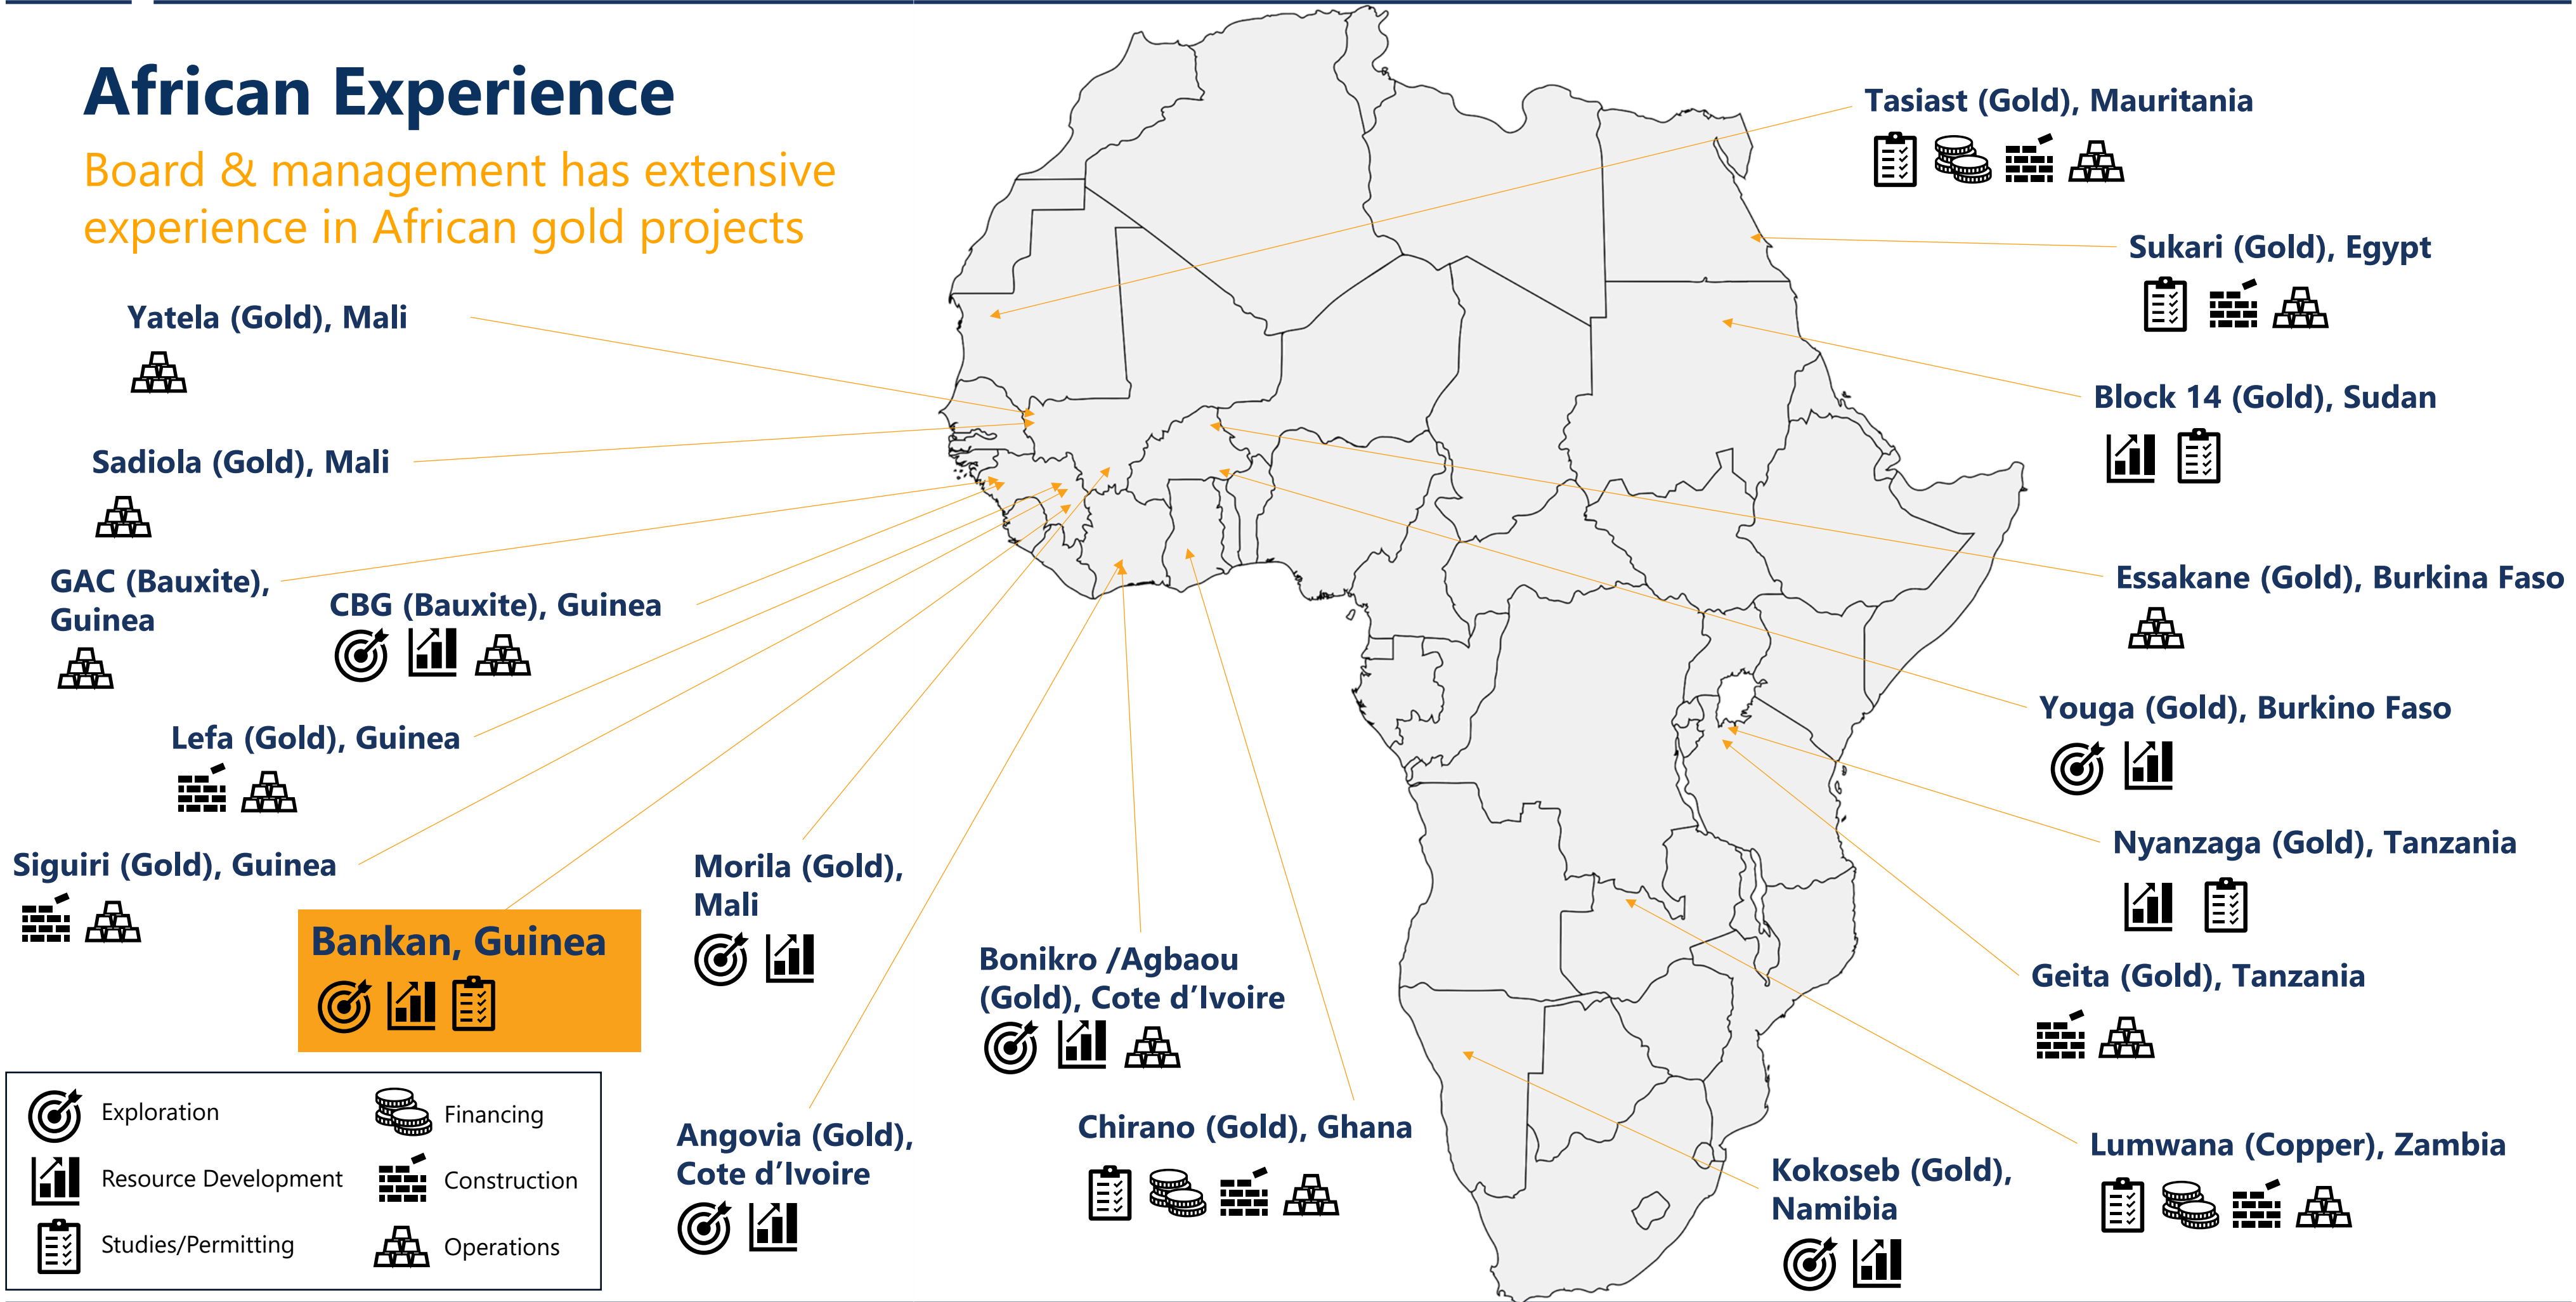 African Experience
Board & management has extensive
experience in African gold projects
Yatela (Gold), Mali
Sadiola (Gold), Mali
GAC (Bauxite),
Guinea
CBG (Bauxite), Guinea
Lefa (Gold), Guinea
Siguiri (Gold), Guinea
Bankan, Guinea
Morila (Gold),
Mali
Angovia (Gold),
Cote d’Ivoire
Bonikro /Agbaou
(Gold), Cote d’Ivoire
Chirano (Gold), Ghana
Tasiast (Gold), Mauritania
Sukari (Gold), Egypt
Block 14 (Gold), Sudan
Essakane (Gold), Burkina Faso
Youga (Gold), Burkino Faso
Nyanzaga (Gold), Tanzania
Geita (Gold), Tanzania
Lumwana (Copper), Zambia
Kokoseb (Gold),
Namibia
Exploration
Resource Development
Studies/Permitting
Financing
Construction
Operations